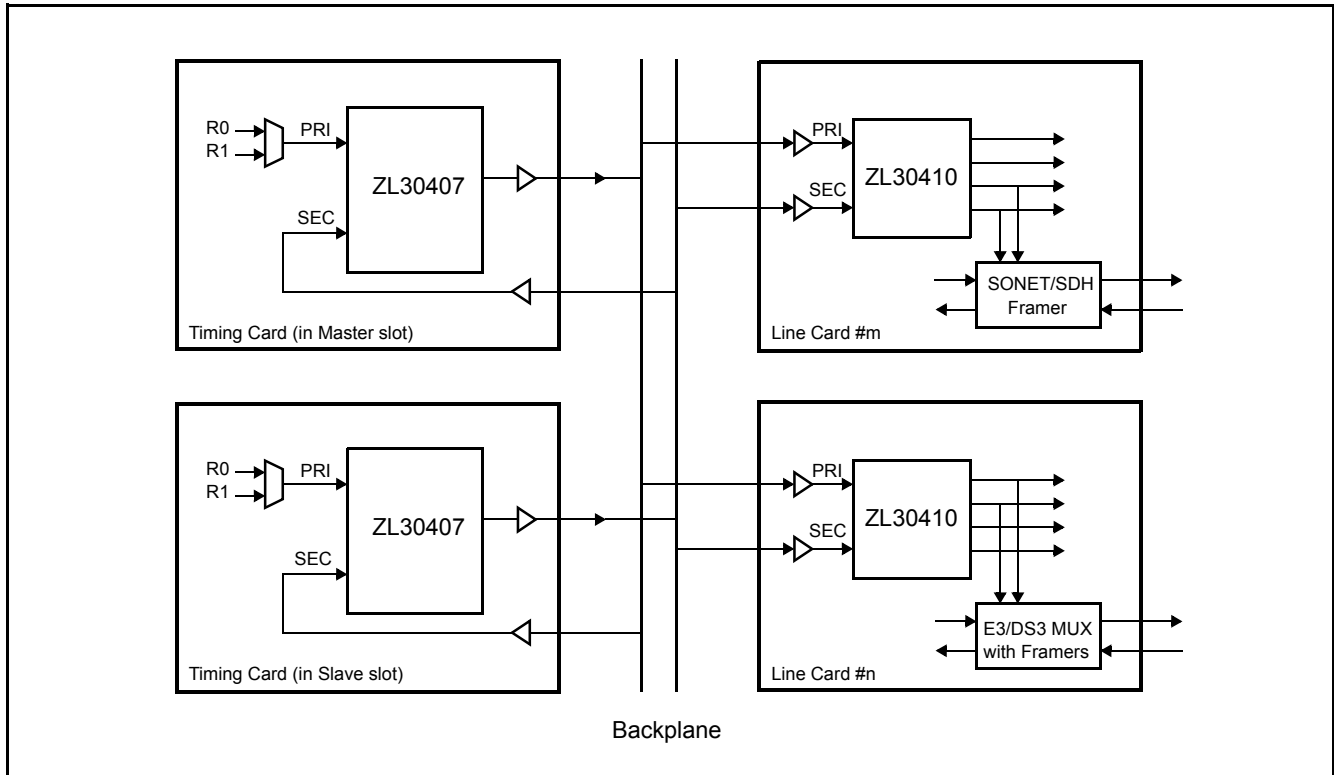 R0
R1
PRI
ZL30407
SEC
Timing Card (in Master slot)
PRI
SEC
ZL30410
SONET/SDH
Framer
Line Card #m
R0
R1
PRI
ZL30407
SEC
Timing Card (in Slave slot)
PRI
SEC
ZL30410
E3/DS3 MUX
with Framers
Line Card #n
Backplane